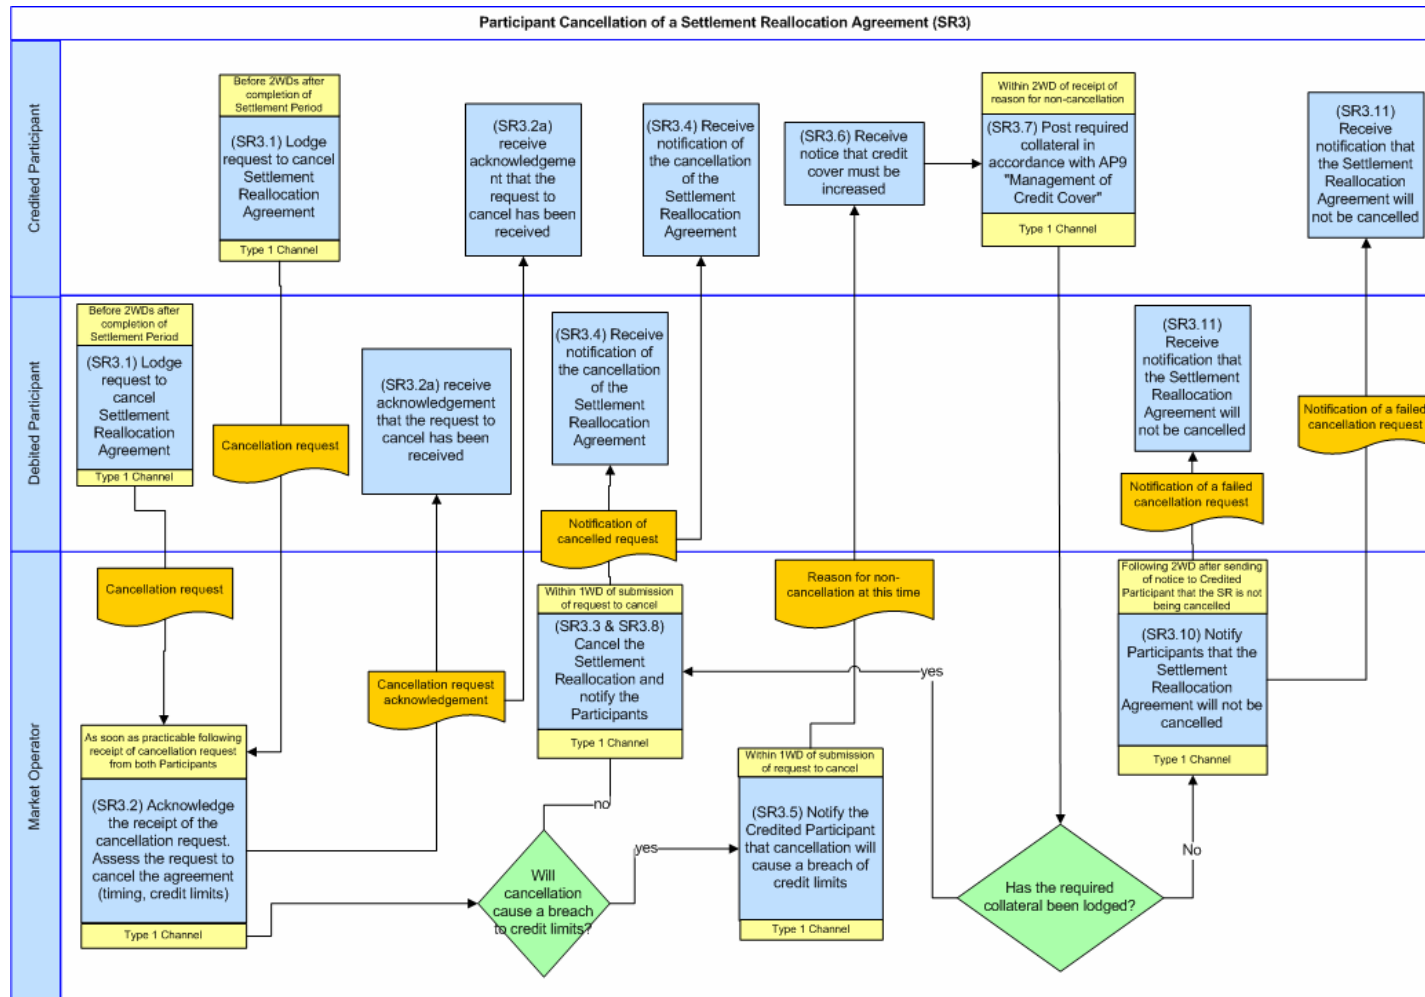 Participant Cancellation of a Settlement Reallocation Agreement (SR3)
Credited Participant
Before 2WDs after
completion of
Settlement Period
(SR3.1) Lodge
request to cancel
Settlement
Reallocation
Agreement
Type 1 Channel
(SR3.2a)
receive
acknowledgeme
nt that the
request to
cancel has been
received
(SR3.4) Receive
notification of
the cancellation
of the
Settlement
Reallocation
Agreement
(SR3.6) Receive
notice that credit
cover must be
increased
Within 2WD of receipt of
reason for non-cancellation
(SR3.7) Post required
collateral in
accordance with AP9
"Management of
Credit Cover"
Type 1 Channel
(SR3.11)
Receive
notification that
the Settlement
Reallocation
Agreement will
not be cancelled
Debited Participant
Before 2WDs after
completion of
Settlement Period
(SR3.1) Lodge
request to
cancel
Settlement
Reallocation
Agreement
Type 1 Channel
Cancellation request
(SR3.2a) receive
acknowledgement
that the request to
cancel has been
received
(SR3.4) Receive
notification of
the cancellation
of the
Settlement
Reallocation
Agreement
Notification of
cancelled request
(SR3.11)
Receive
notification that
the Settlement
Reallocation
Agreement will
not be cancelled
Notification of a failed
cancellation request
Notification of a failed
cancellation request
Market Operator
Cancellation request
As soon as practicable following
receipt of cancellation request
from both Participants
(SR3.2) Acknowledge
the receipt of the
cancellation request.
Assess the request to
cancel the agreement
(timing, credit limits)
Type 1 Channel
Cancellation request
acknowledgement
Within 1WD of submission
of request to cancel
(SR3.3 & SR3.8)
Cancel the
Settlement
Reallocation and
notify the
Participants
Type 1 Channel
no
Will
cancellation
cause a breach
to credit limits?
yes
Reason for non-
cancellation at this time
Within 1WD of submission
of request to cancel
(SR3.5) Notify the
Credited Participant
that cancellation will
cause a breach of
credit limits
Type 1 Channel
yes
Has the required
collateral been lodged?
No
Following 2WD after sending
of notice to Credited
Participant that the SR is not
being cancelled
(SR3.10) Notify
Participants that the
Settlement
Reallocation
Agreement will not be
cancelled
Type 1 Channel